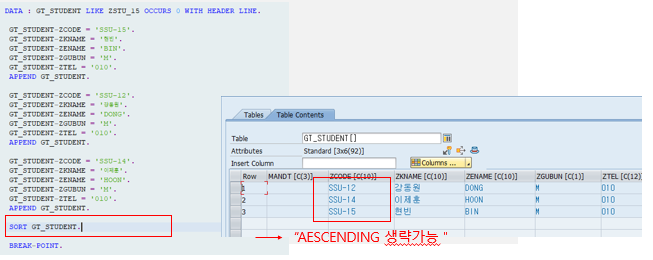 DATA : GT_STUDENT LIKE ZSTU_15 OCCURS 0 WITH HEADER LINE.
GT_STUDENT-ZCODE = 'SSU-15'.
GT_STUDENT-ZKNAME = '현빈'.
GT_STUDENT-ZENAME = 'BIN'.
GT_STUDENT-ZGUBUN = 'M'.
GT_STUDENT-ZTEL = '010'.
APPEND GT_STUDENT.
GT_STUDENT-ZCODE = 'SSU-12'.
GT_STUDENT-ZKNAME = '강동원'.
GT_STUDENT-ZENAME = 'DONG'.
GT_STUDENT-ZGUBUN = 'M'.
GT_STUDENT-ZTEL = '010'.
APPEND GT_STUDENT.
GT_STUDENT-ZCODE = 'SSU-14'.
GT_STUDENT-ZKNAME = '이제훈'.
GT_STUDENT-ZENAME = 'HOON'.
GT_STUDENT-ZGUBUN = 'M'.
GT_STUDENT-ZTEL = '010'.
APPEND GT_STUDENT.
SORT GT_STUDENT.
BREAK-POINT.
Tables Table Contents
Table GT_STUDENT[]
Attributes Standard [3x6(92)]
Insert Column Columns ...
Row MANDT [C(3)] ZCODE [C(10)] ZKNAME [C(10)] ZENAME [C(10)] ZGUBUN [C(1)] ZTEL [C(12)
1 SSU-12 강동원 DONG M 010
2 SSU-14 이제훈 HOON M 010
3 SSU-15 현빈 BIN M 010
"AESCENDING 생략가능 "